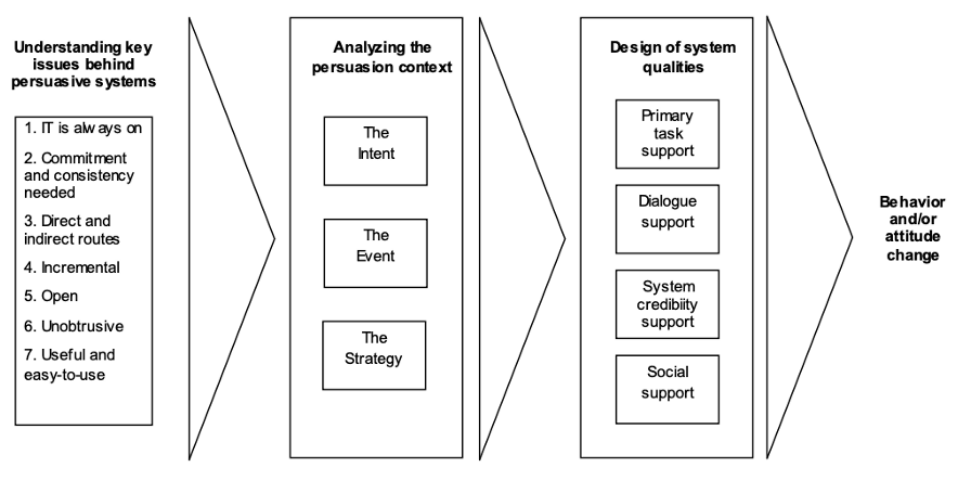 Understanding key
issues behind
persuasive systems
1. IT is always on
2. Commitment
and consistency
needed
3. Direct and
indirect routes
4. Incremental
5. Open
6. Unobtrusive
7. Useful and
easy-to-use
Analyzing the
persuasion context
The
Intent
The
Event
The
Strategy
Design of system
qualities
Primary
task
support
Dialogue
support
System
credibiity
support
Social
support
Behavior
and/or
attitude
change